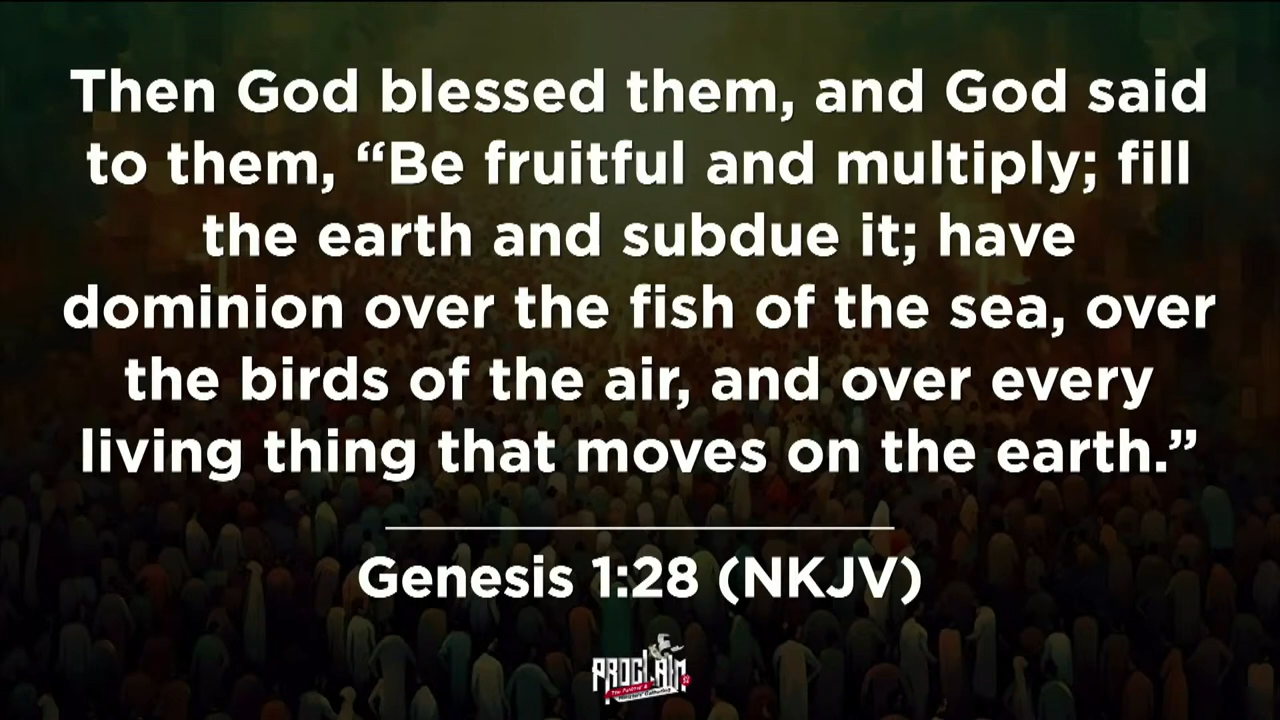 Then God blessed them, and God said
to them, “Be fruitful and multiply; fill
the earth and subdue it; have
dominion over the fish of the sea, over
the birds of the air, and over every
living thing that moves on the earth.”
Genesis 1:28 (NKJV)
PROCLAIM